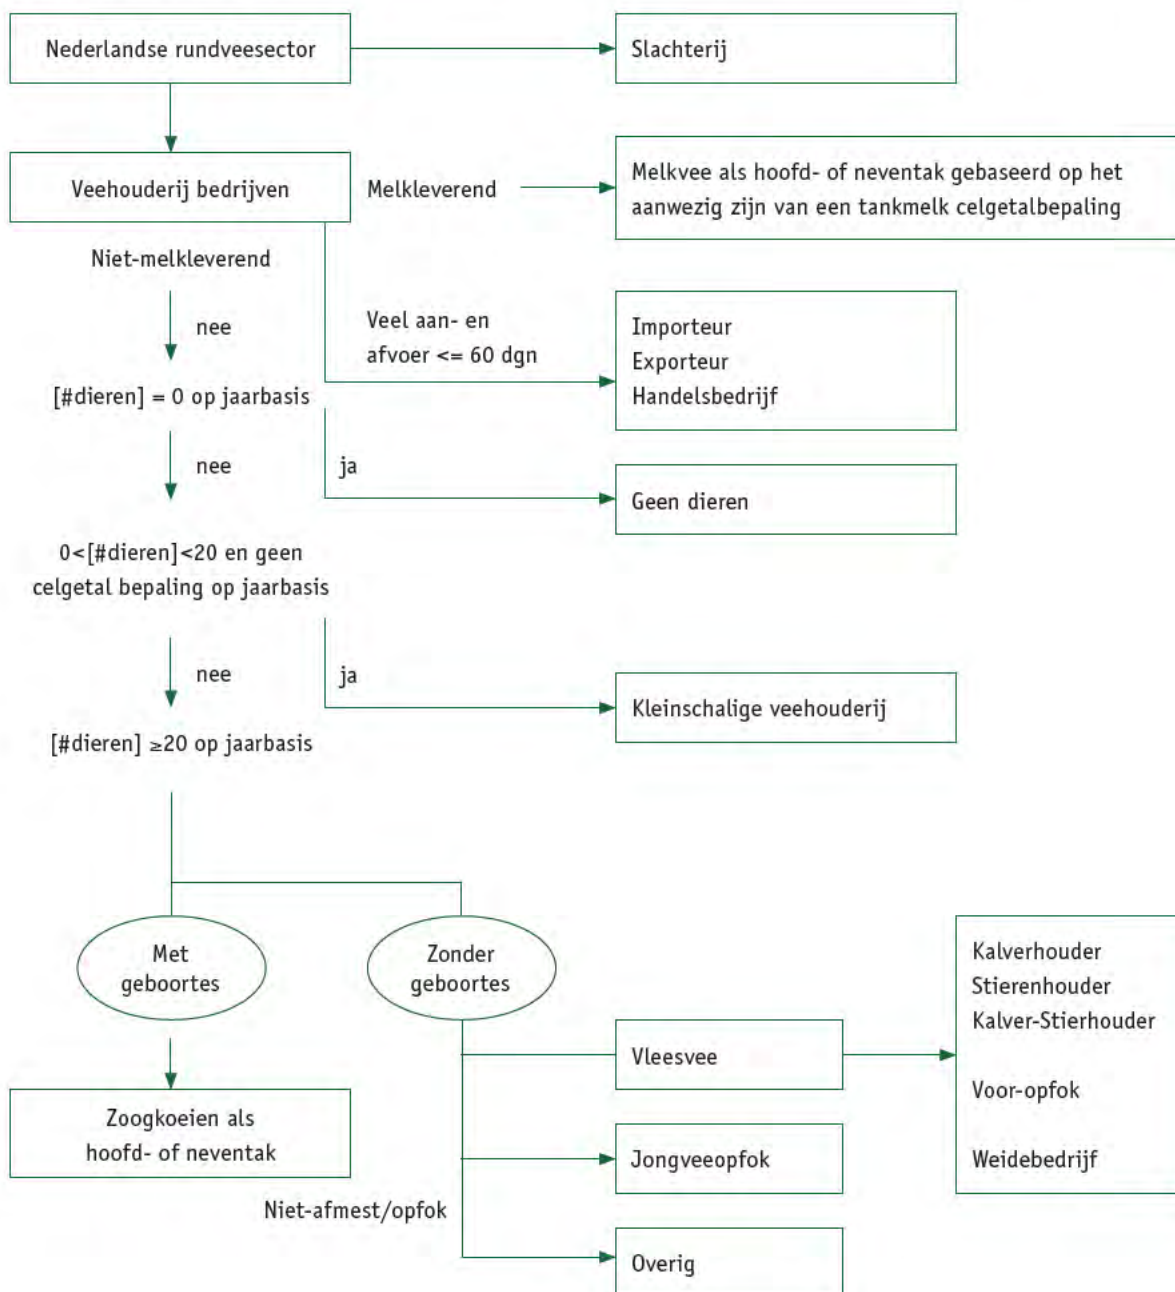 Nederlandse rundveesector
Slachterij
Veehouderij bedrijven
Melkleverend
Melkvee als hoofd- of neventak gebaseerd op het
aanwezig zijn van een tankmelk celgetalbepaling
Niet-melkleverend
nee
Veel aan- en
afvoer <= 60 dgn
Importeur
Exporteur
Handelsbedrijf
[#dieren] = 0 op jaarbasis
nee
ja
Geen dieren
0<[#dieren]<20 en geen
celgetal bepaling op jaarbasis
nee
ja
Kleinschalige veehouderij
[#dieren] ≥20 op jaarbasis
Met
geboortes
Zonder
geboortes
Vleesvee
Kalverhouder
Stierenhouder
Kalver-Stierhouder
Voor-opfok
Weidebedrijf
Zoogkoeien als
hoofd- of neventak
Jongveeopfok
Niet-afmest/opfok
Overig